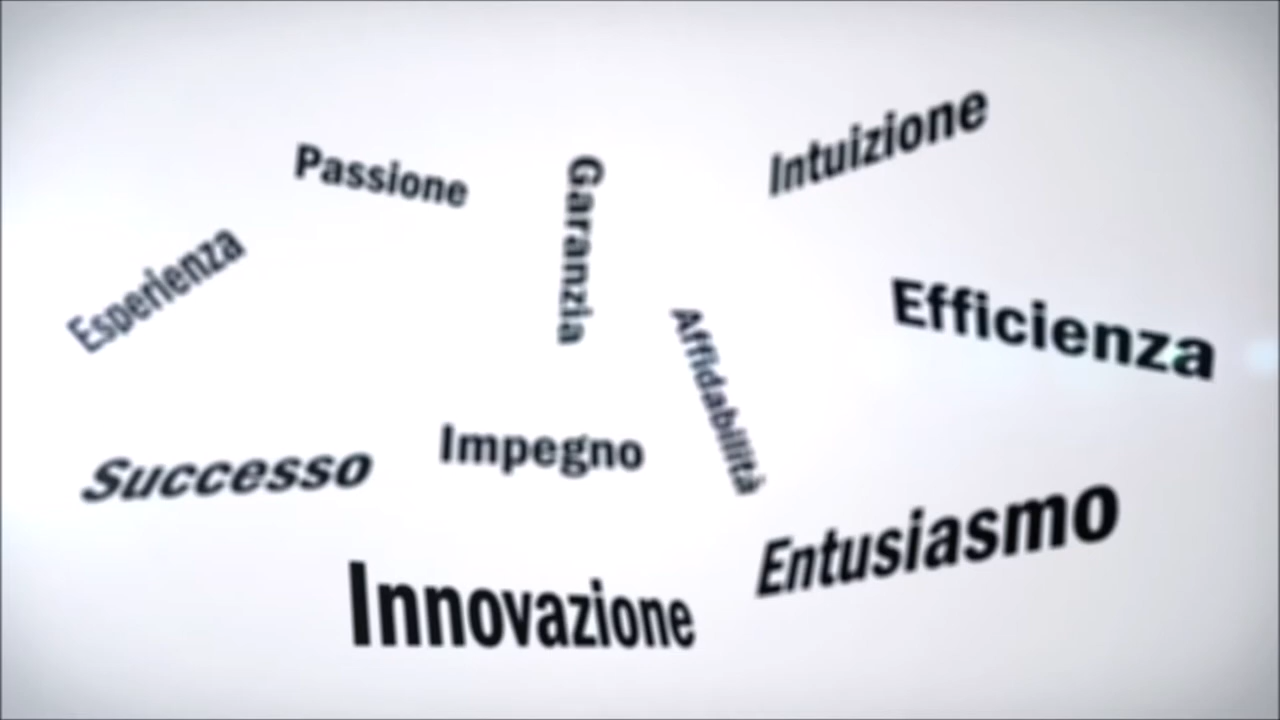 Intuizione
Passione
Garanzia
Esperienza
Efficienza
Affidabilità
Impegno
Successo
Entusiasmo
Innovazione